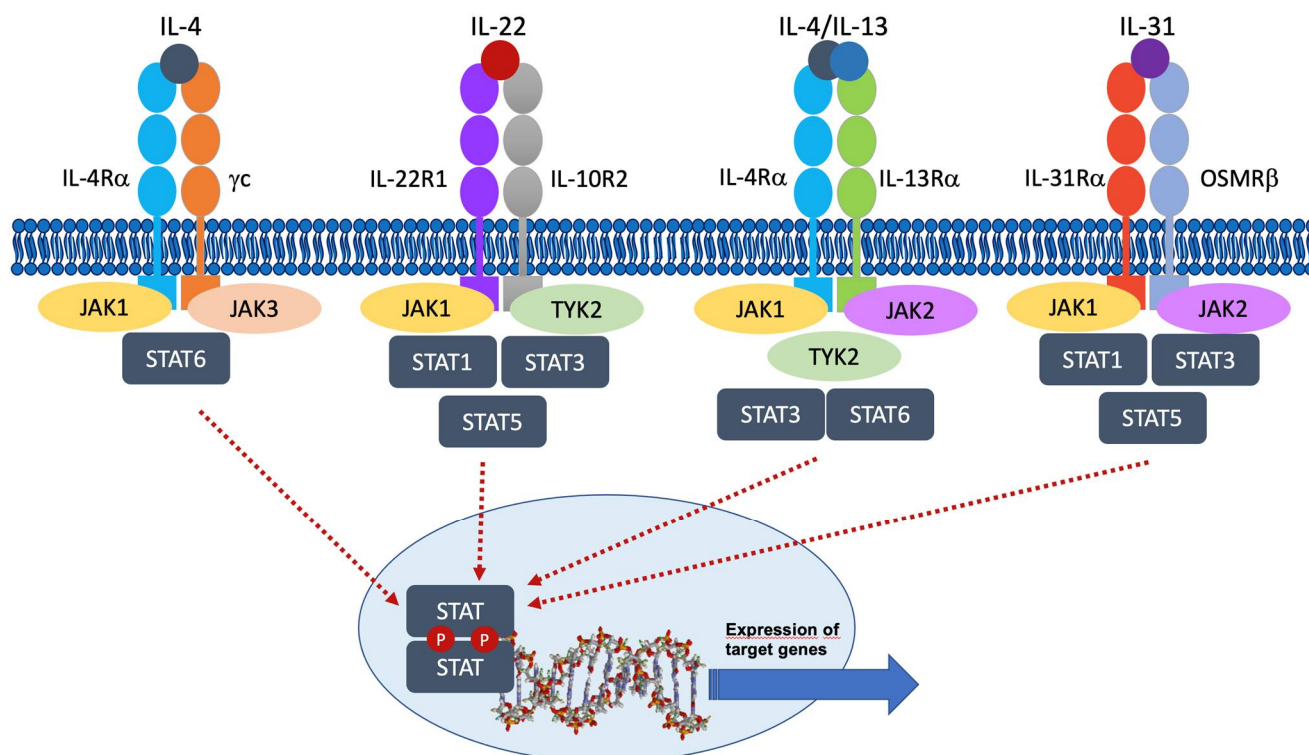 IL-4
IL-22
IL-4/IL-13
IL-31
IL-4Rα
γc
IL-22R1
IL-10R2
IL-4Rα
IL-13Rα
IL-31Rα
OSMRβ
JAK1
JAK3
JAK1
TYK2
JAK1
JAK2
JAK1
JAK2
STAT6
STAT1
STAT3
TYK2
STAT1
STAT3
STAT5
STAT3
STAT6
STAT5
STAT
P
P
STAT
Expression of
target genes